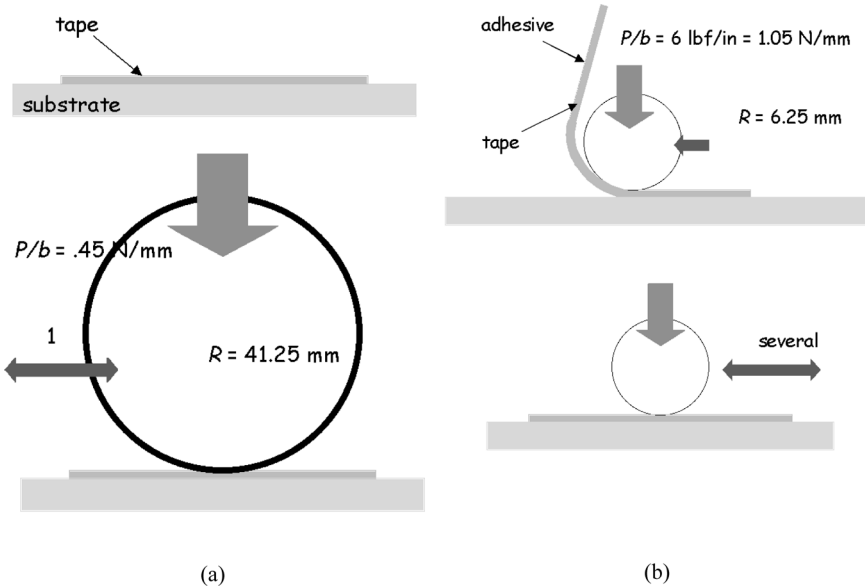 tape
substrate
P/b = .45 N/mm
1
R = 41.25 mm
(a)
adhesive
P/b = 6 lbf/in = 1.05 N/mm
R = 6.25 mm
tape
several
(b)